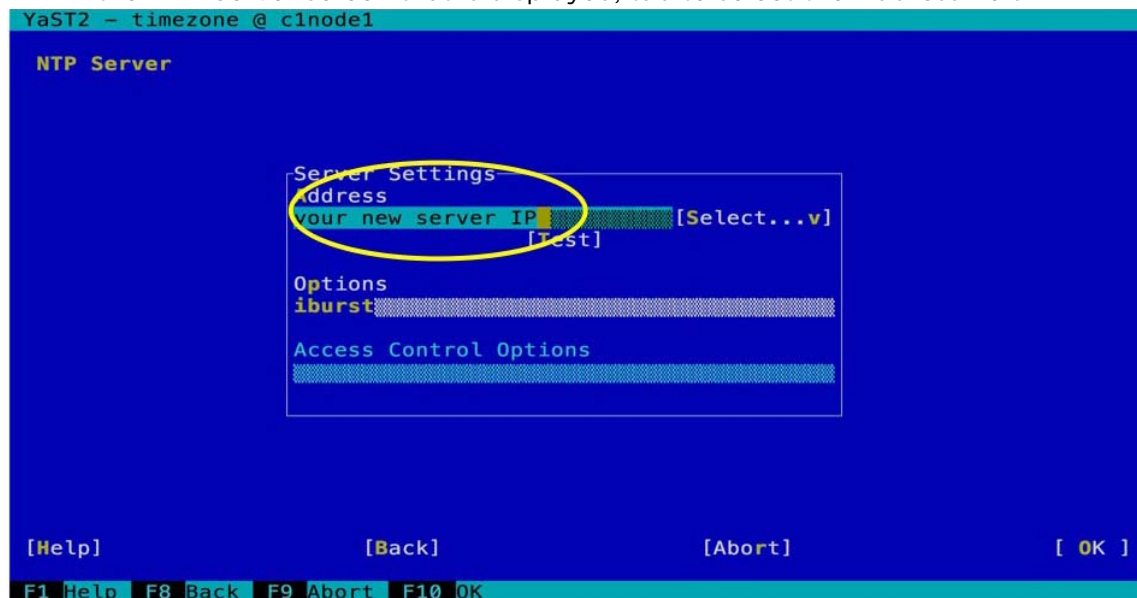 YaST2 – timezone @ c1node1
NTP Server
Server Settings
Address
your new server IP [Select...v]
[Test]
Options
iburst
Access Control Options
[Help] [Back] [Abort] [ OK ]
F1 Help F8 Back F9 Abort F10 OK